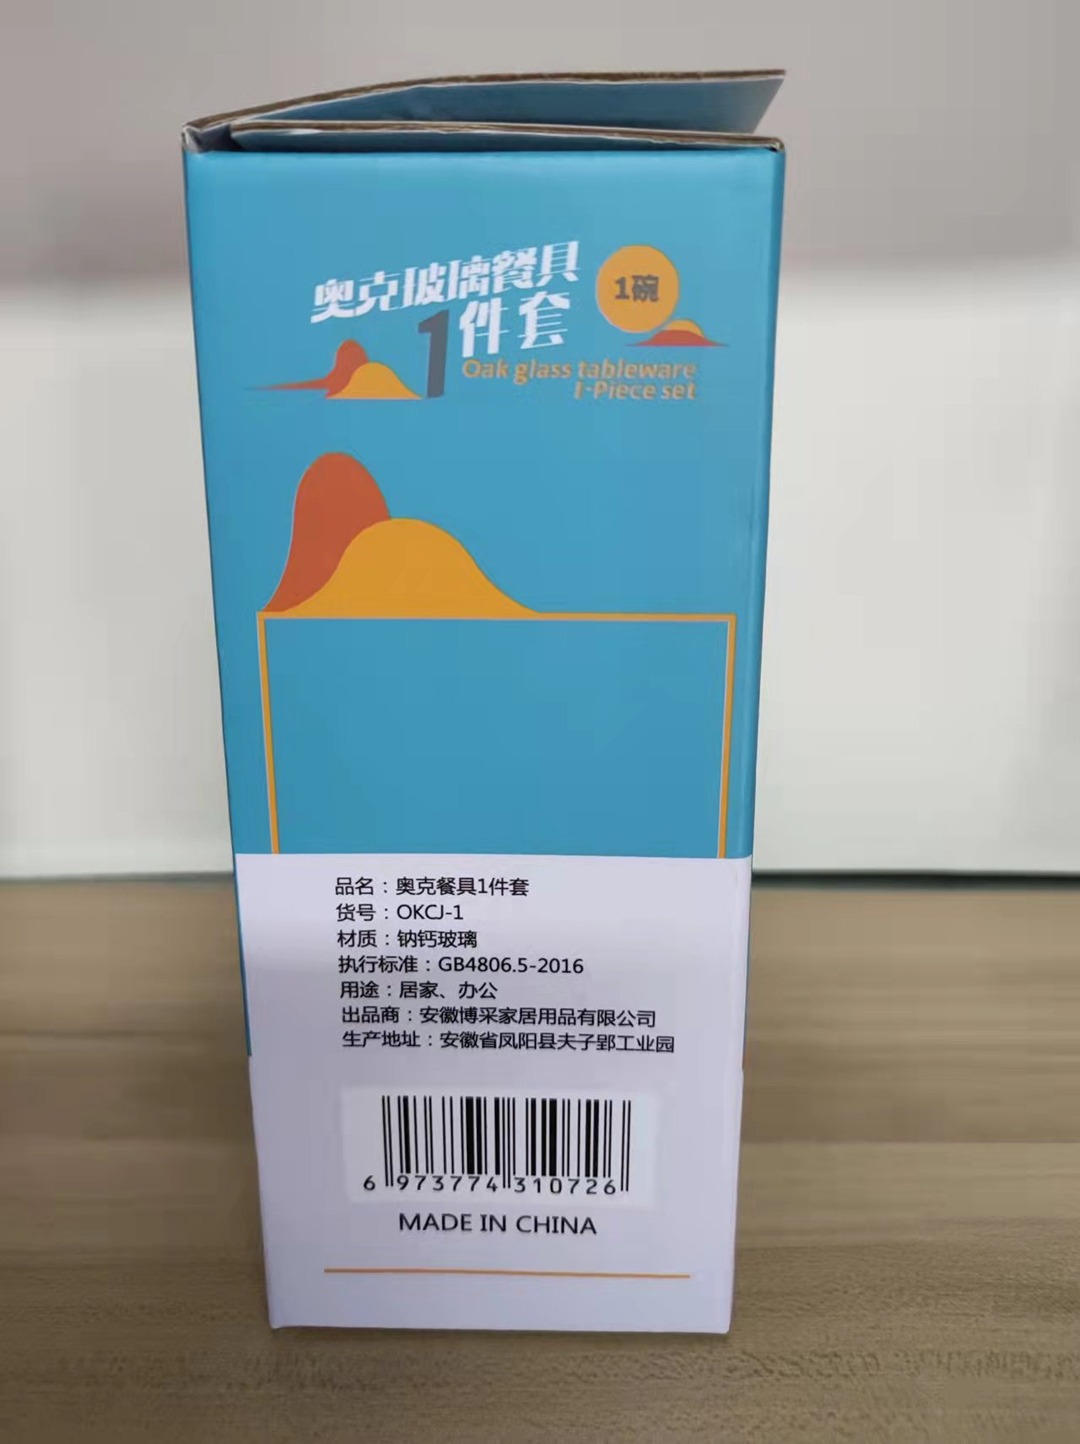 奥克玻璃餐具
1碗
1件套
Oak glass tableware
1-Piece set
品名：奥克餐具1件套
货号：OKCJ-1
材质：钠钙玻璃
执行标准：GB4806.5-2016
用途：居家、办公
出品商：安徽博采家居用品有限公司
生产地址：安徽省凤阳县夫子郢工业园
6 973774 310726
MADE IN CHINA